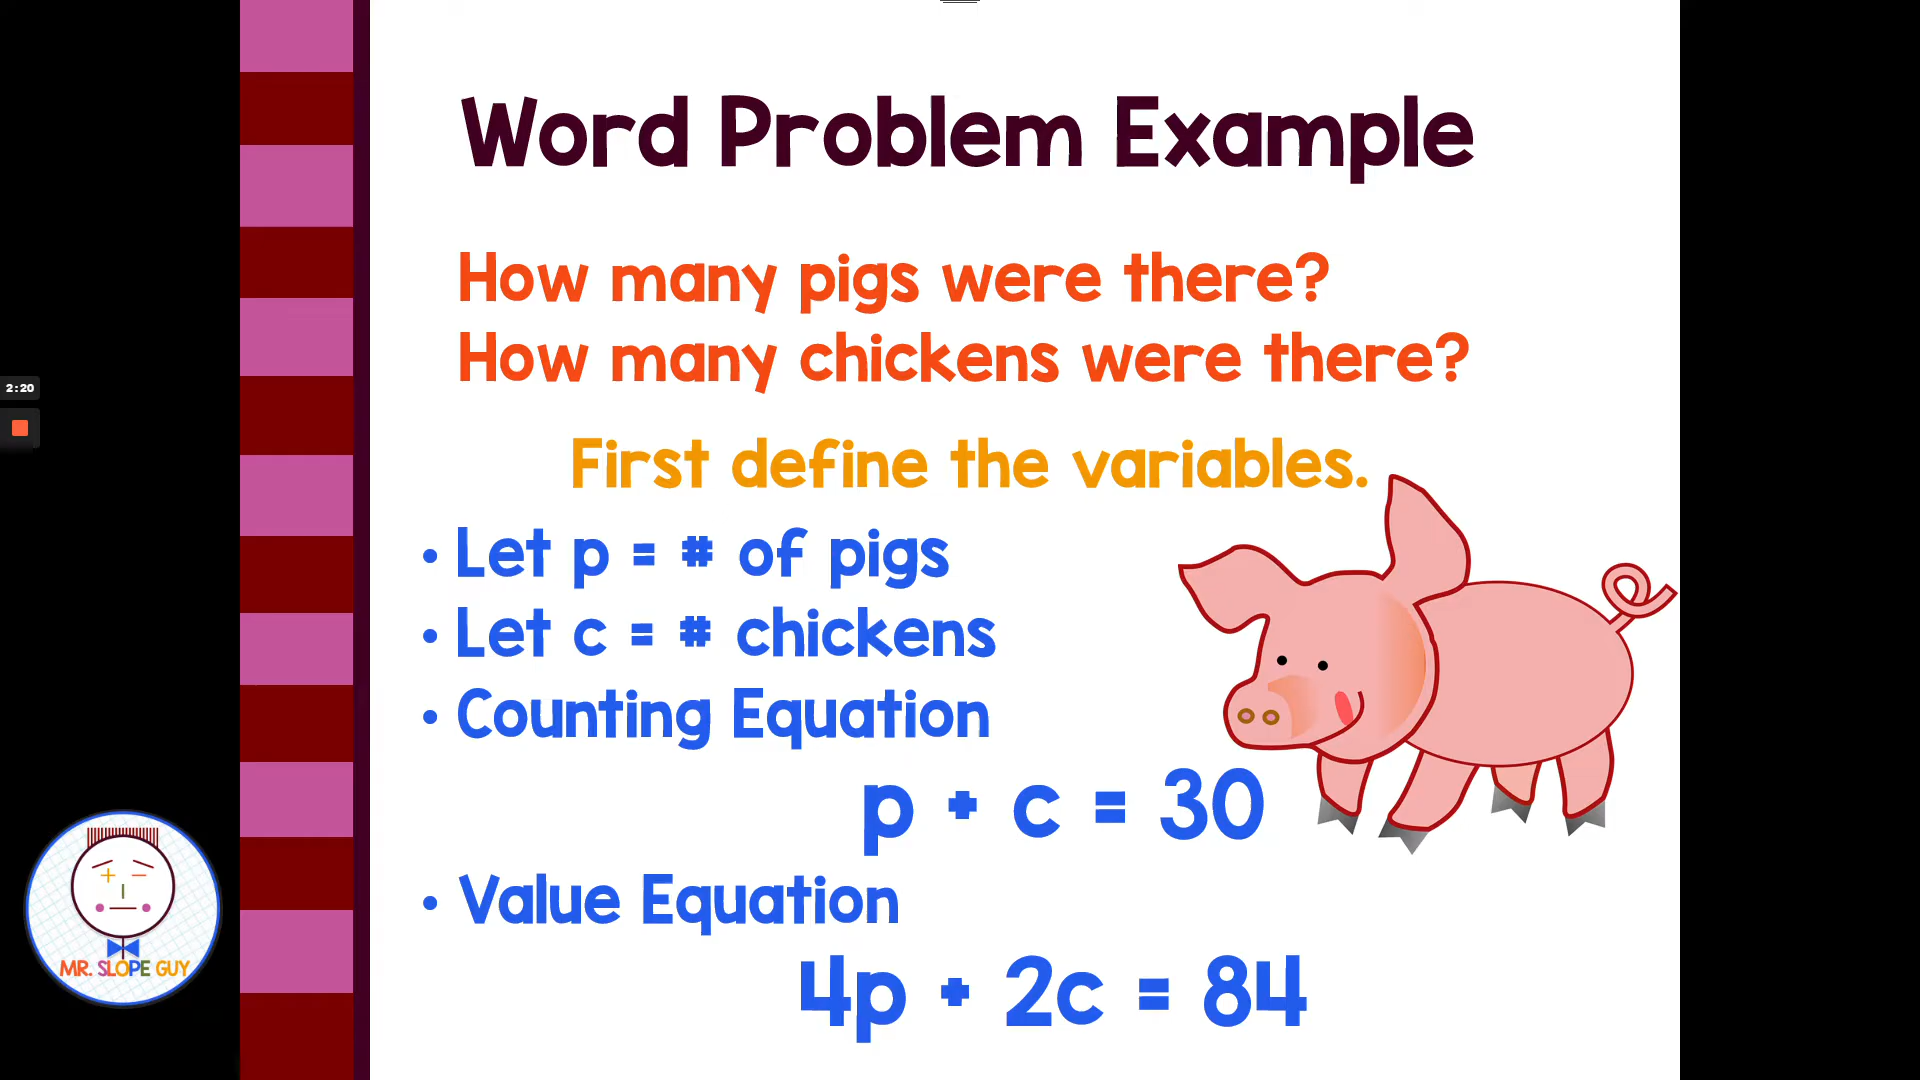 Word Problem Example
How many pigs were there?
How many chickens were there?
First define the variables.
• Let p = # of pigs
• Let c = # chickens
• Counting Equation
p + c = 30
• Value Equation
4p + 2c = 84
2:20
MR. SLOPE GUY